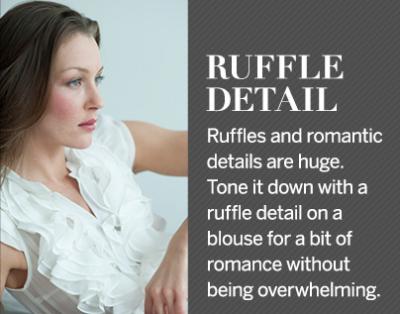 RUFFLE
DETAIL
Ruffles and romantic
details are huge.
Tone it down with a
ruffle detail on a
blouse for a bit of
romance without
being overwhelming.